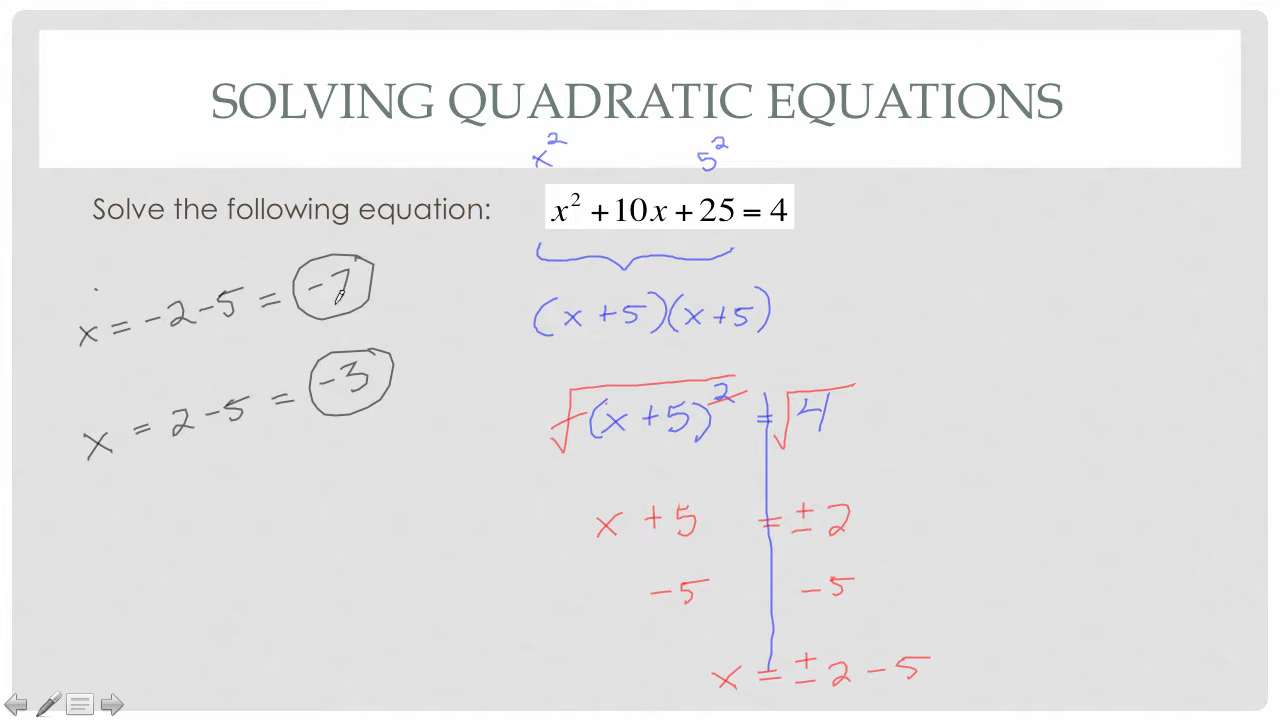 SOLVING QUADRATIC EQUATIONS
x² 5²
Solve the following equation: x² + 10x + 25 = 4
x = -2 - 5 = -7
(x + 5)(x + 5)
x = 2 - 5 = -3
√(x + 5)² = √4
x + 5 = ± 2
-5 -5
x = ± 2 - 5